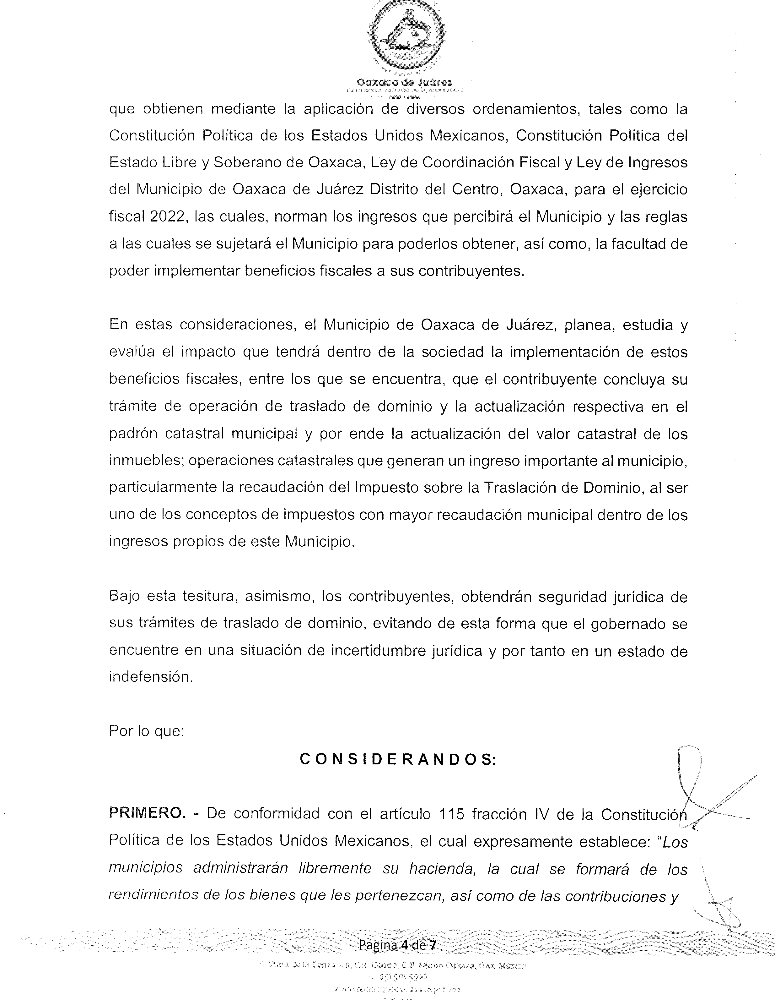 Oaxaca de Juárez
Patrimonio cultural de la humanidad
2022 - 2024
que obtienen mediante la aplicación de diversos ordenamientos, tales como la
Constitución Política de los Estados Unidos Mexicanos, Constitución Política del
Estado Libre y Soberano de Oaxaca, Ley de Coordinación Fiscal y Ley de Ingresos
del Municipio de Oaxaca de Juárez Distrito del Centro, Oaxaca, para el ejercicio
fiscal 2022, las cuales, norman los ingresos que percibirá el Municipio y las reglas
a las cuales se sujetará el Municipio para poderlos obtener, así como, la facultad de
poder implementar beneficios fiscales a sus contribuyentes.
En estas consideraciones, el Municipio de Oaxaca de Juárez, planea, estudia y
evalúa el impacto que tendrá dentro de la sociedad la implementación de estos
beneficios fiscales, entre los que se encuentra, que el contribuyente concluya su
trámite de operación de traslado de dominio y la actualización respectiva en el
padrón catastral municipal y por ende la actualización del valor catastral de los
inmuebles; operaciones catastrales que generan un ingreso importante al municipio,
particularmente la recaudación del Impuesto sobre la Traslación de Dominio, al ser
uno de los conceptos de impuestos con mayor recaudación municipal dentro de los
ingresos propios de este Municipio.
Bajo esta tesitura, asimismo, los contribuyentes, obtendrán seguridad jurídica de
sus trámites de traslado de dominio, evitando de esta forma que el gobernado se
encuentre en una situación de incertidumbre jurídica y por tanto en un estado de
indefensión.
Por lo que:
C O N S I D E R A N D O S:
PRIMERO. - De conformidad con el artículo 115 fracción IV de la Constitución
Política de los Estados Unidos Mexicanos, el cual expresamente establece: “Los
municipios administrarán libremente su hacienda, la cual se formará de los
rendimientos de los bienes que les pertenezcan, así como de las contribuciones y
Página 4 de 7
Plaza de la Danza s/n, Col. Centro, C.P. 68000 Oaxaca, Oax. México
951 501 5500
www.municipiodeoaxaca.gob.mx